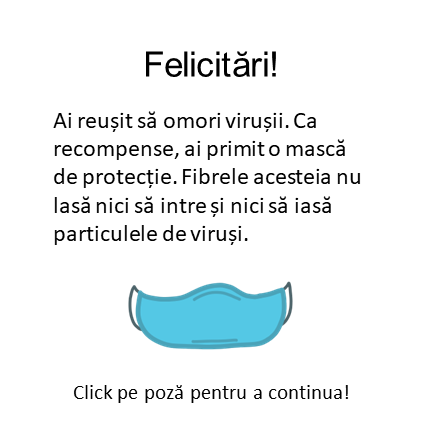 Felicitări!
Ai reușit să omori virușii. Ca
recompense, ai primit o mască
de protecție. Fibrele acesteia nu
lasă nici să intre și nici să iasă
particulele de viruși.
Click pe poză pentru a continua!